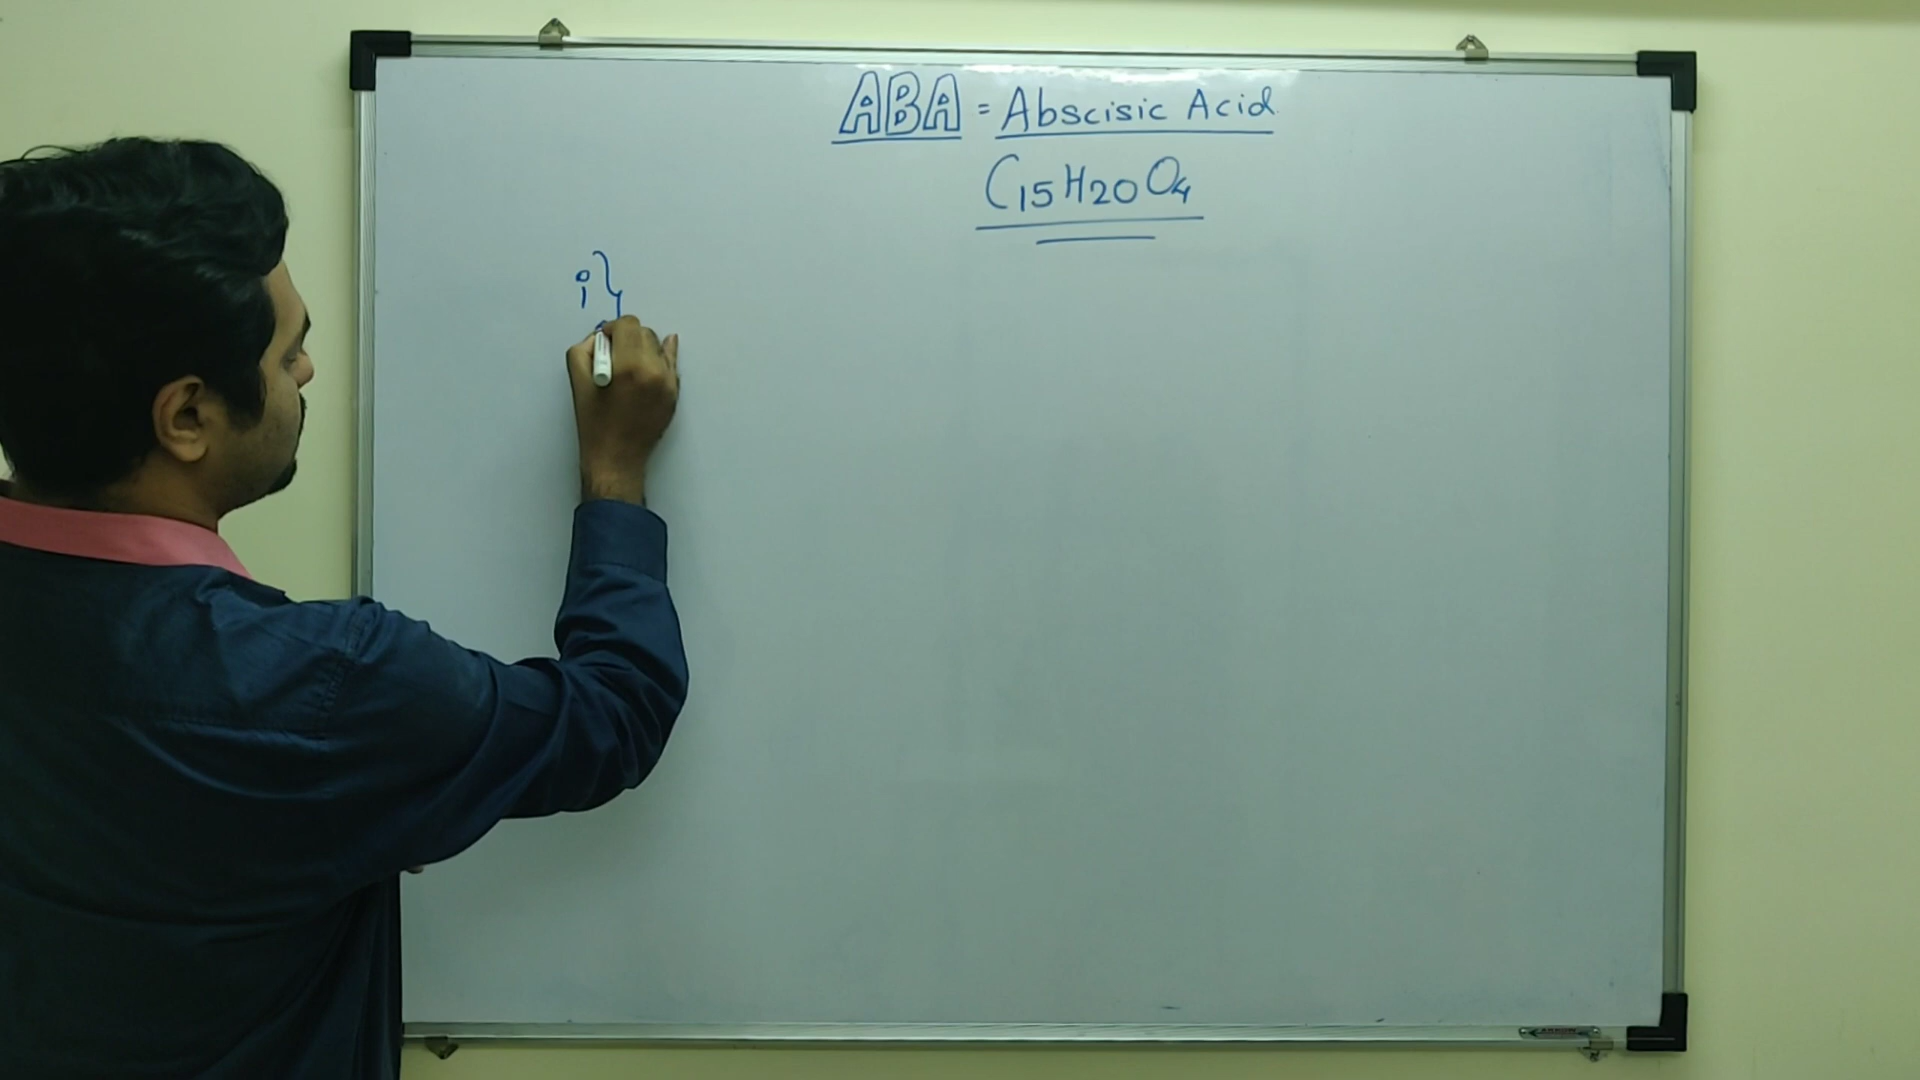 ABA = Abscisic Acid
C15H20O4
i}